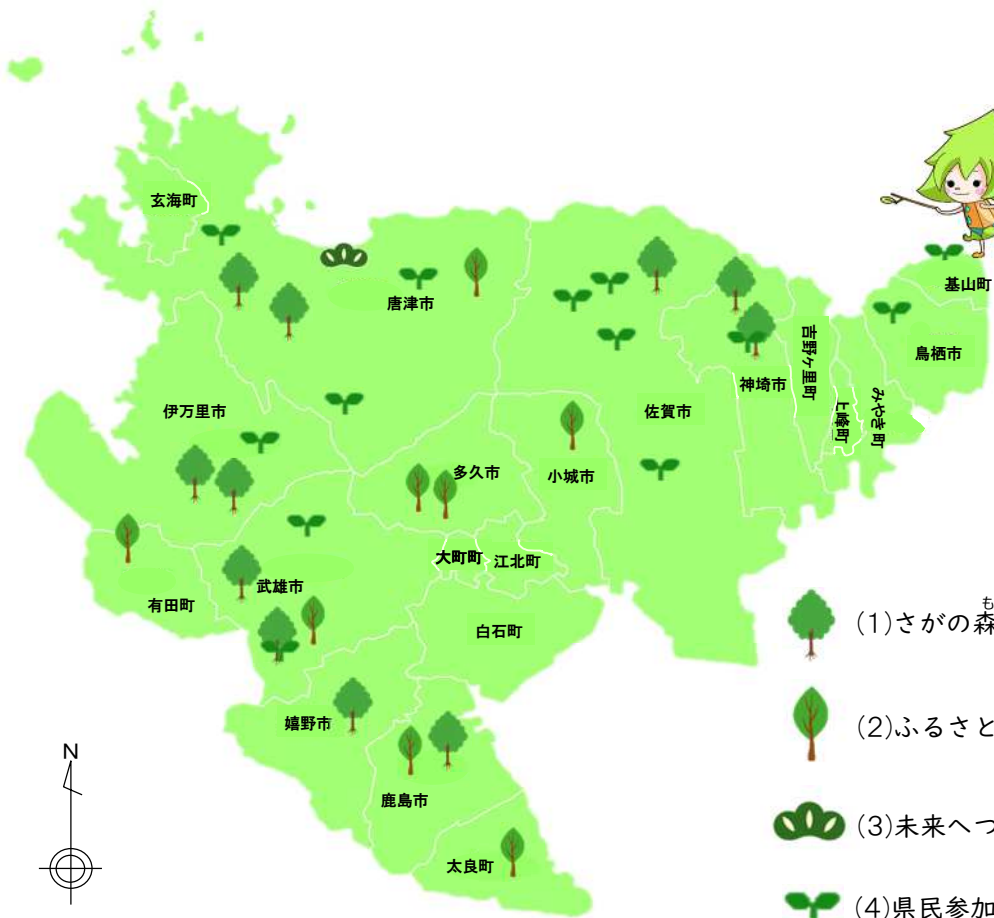 玄海町
基山町
唐津市
鳥栖市
吉野ヶ里町
神埼市
上峰町
みやき町
伊万里市
佐賀市
多久市
小城市
大町町
江北町
武雄市
有田町
白石町
嬉野市
鹿島市
太良町
N
も
(1)さがの森
(2)ふるさと
(3)未来へつ
(4)県民参加